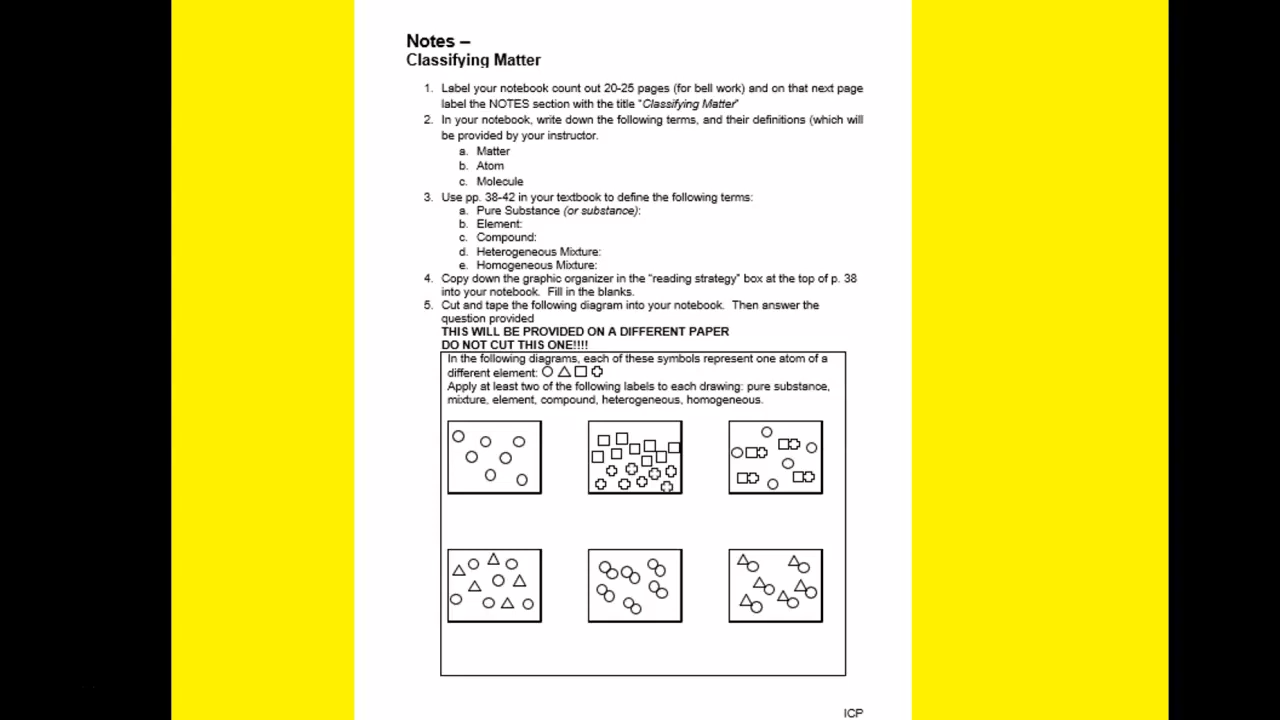 Notes –
Classifying Matter
1. Label your notebook count out 20-25 pages (for bell work) and on that next page
label the NOTES section with the title "Classifying Matter"
2. In your notebook, write down the following terms, and their definitions (which will
be provided by your instructor.
a. Matter
b. Atom
c. Molecule
3. Use pp. 38-42 in your textbook to define the following terms:
a. Pure Substance (or substance):
b. Element:
c. Compound:
d. Heterogeneous Mixture:
e. Homogeneous Mixture:
4. Copy down the graphic organizer in the "reading strategy" box at the top of p. 38
into your notebook. Fill in the blanks.
5. Cut and tape the following diagram into your notebook. Then answer the
question provided
THIS WILL BE PROVIDED ON A DIFFERENT PAPER
DO NOT CUT THIS ONE!!!!
In the following diagrams, each of these symbols represent one atom of a
different element:
Apply at least two of the following labels to each drawing: pure substance,
mixture, element, compound, heterogeneous, homogeneous.
ICP